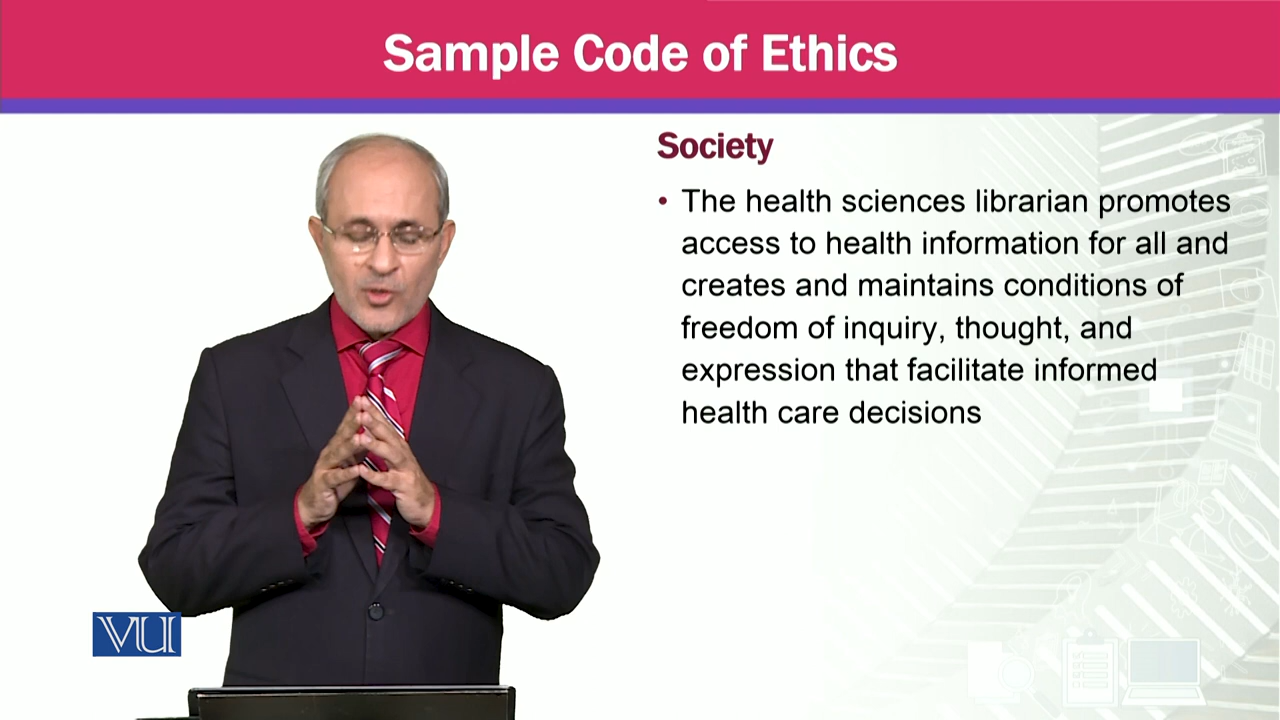 Sample Code of Ethics
Society
• The health sciences librarian promotes
access to health information for all and
creates and maintains conditions of
freedom of inquiry, thought, and
expression that facilitate informed
health care decisions
VU